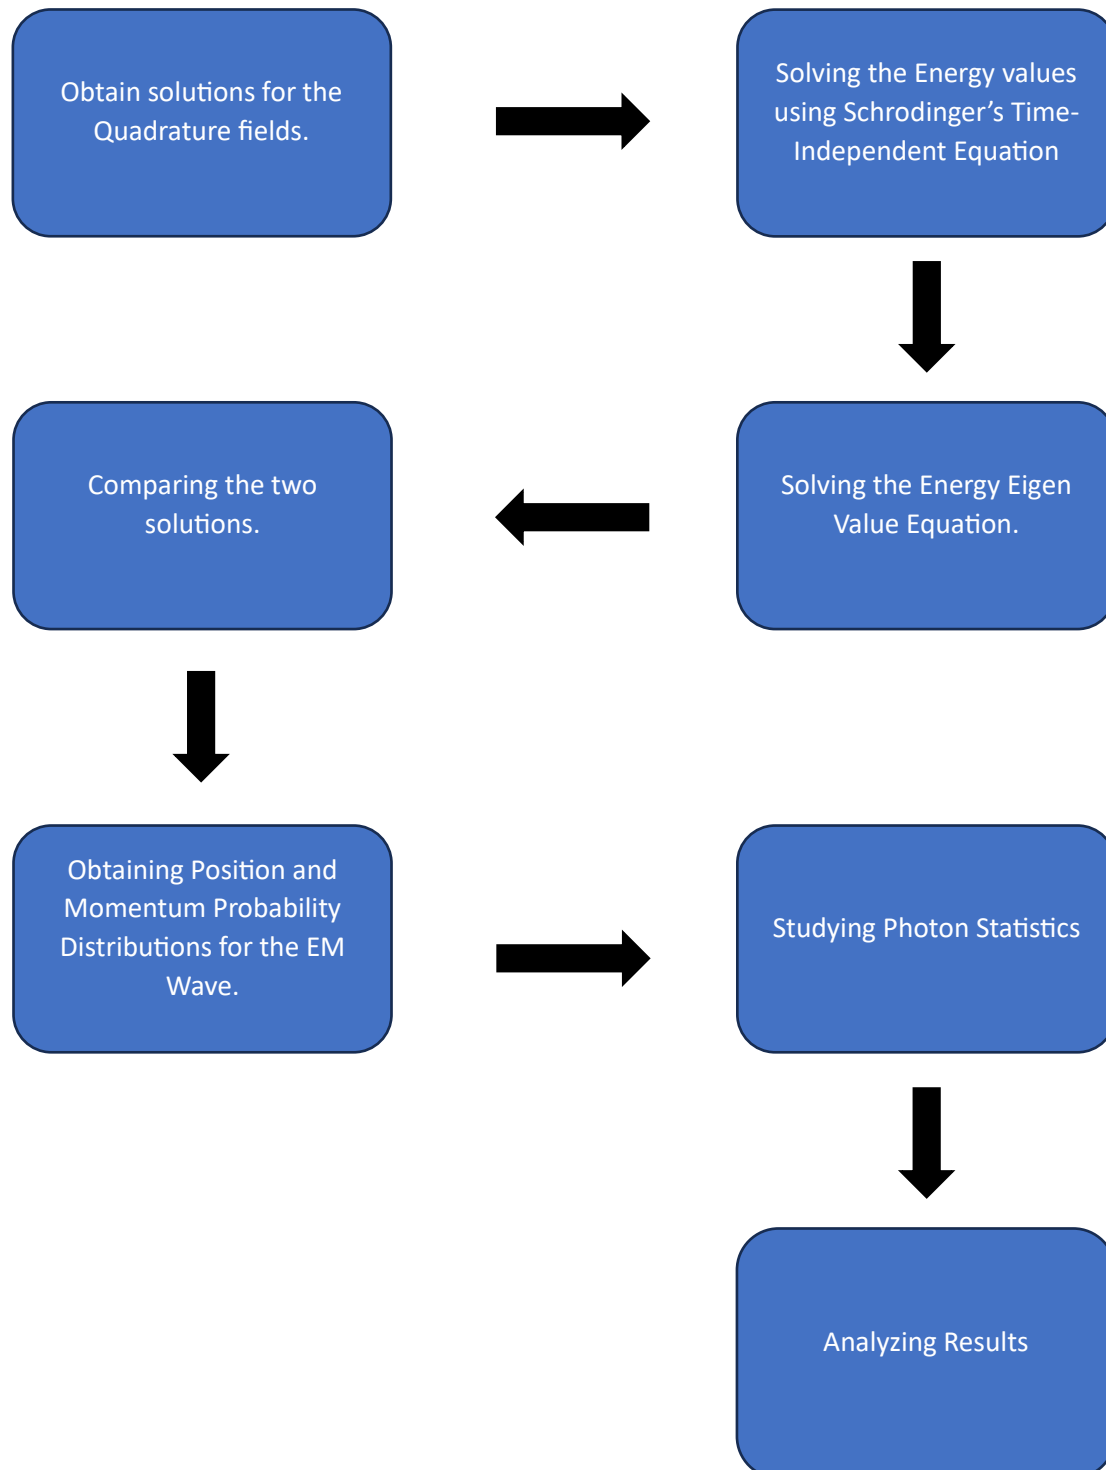 Obtain solutions for the
Quadrature fields.
Solving the Energy values
using Schrodinger’s Time-
Independent Equation
Solving the Energy Eigen
Value Equation.
Comparing the two
solutions.
Obtaining Position and
Momentum Probability
Distributions for the EM
Wave.
Studying Photon Statistics
Analyzing Results